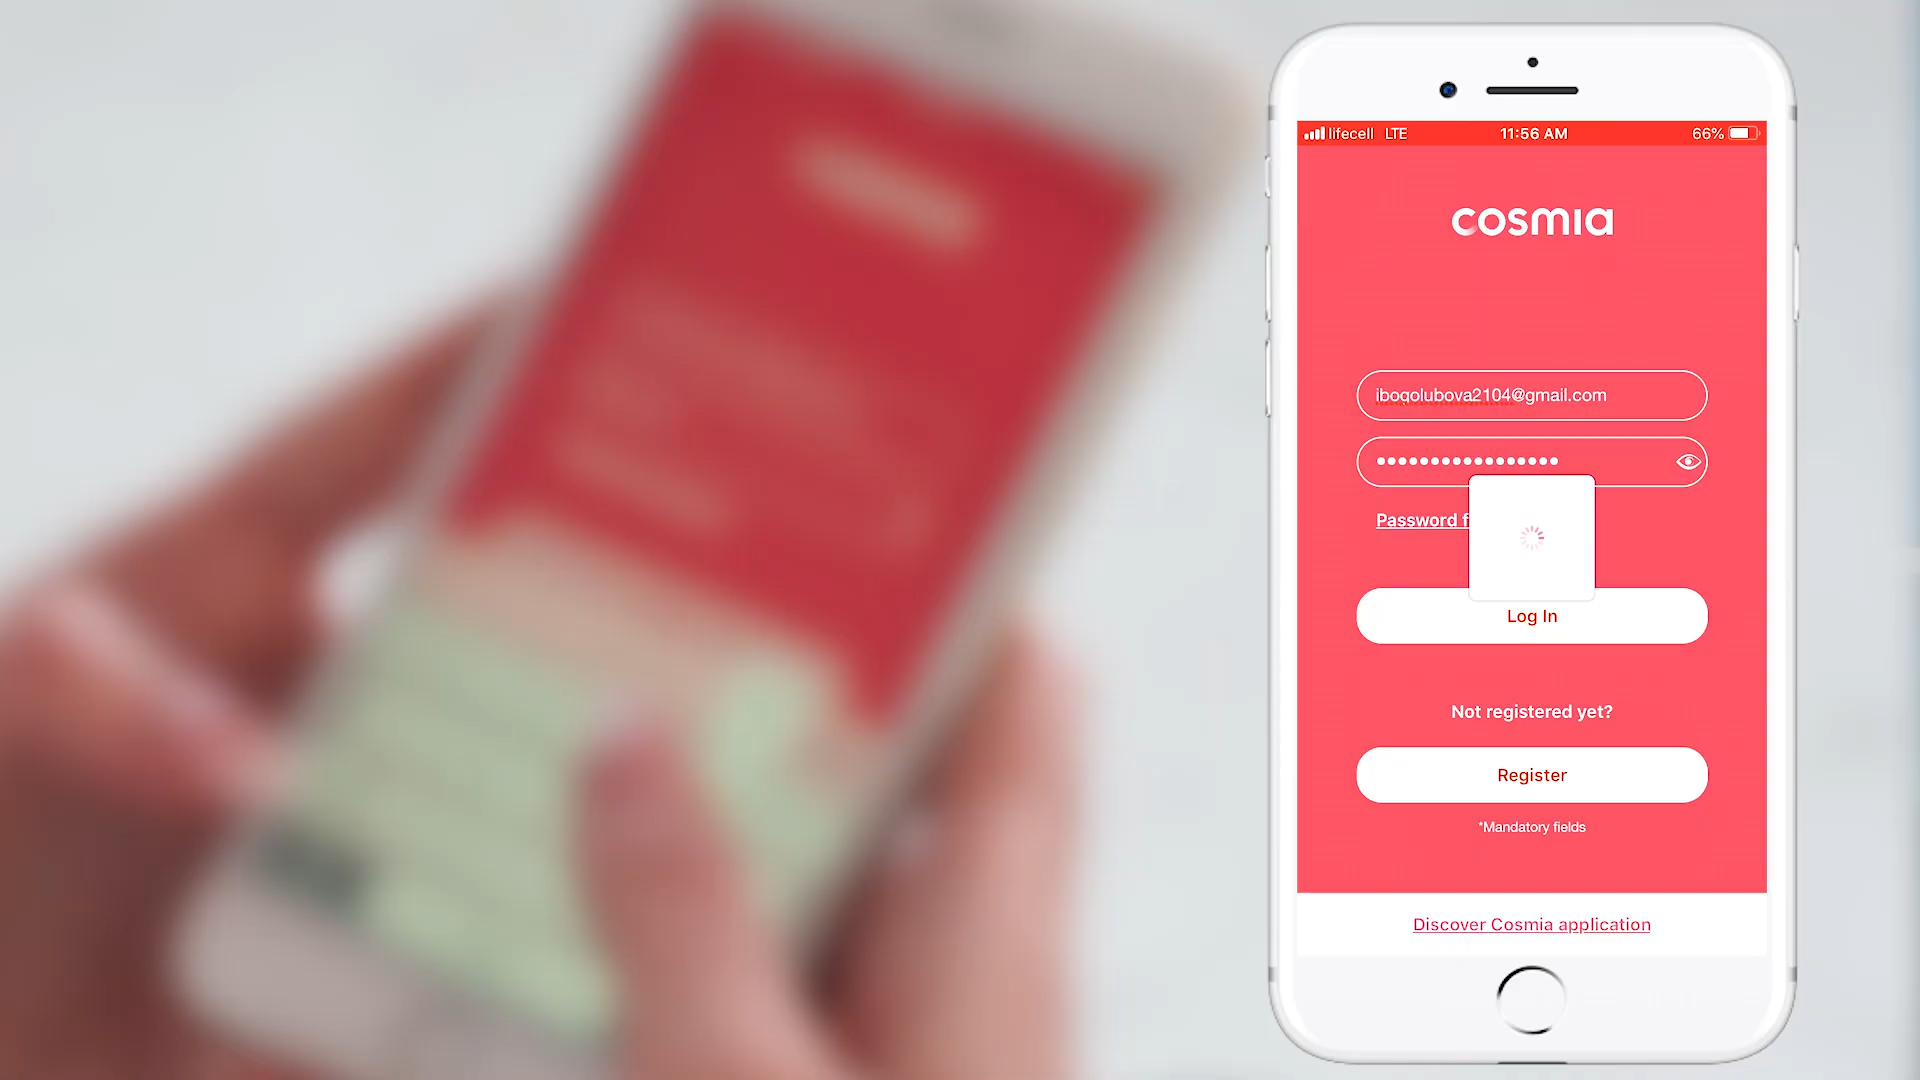 lifecell LTE 11:56 AM 66%
cosmia
iboqolubova2104@gmail.com
Password f
Log In
Not registered yet?
Register
*Mandatory fields
Discover Cosmia application